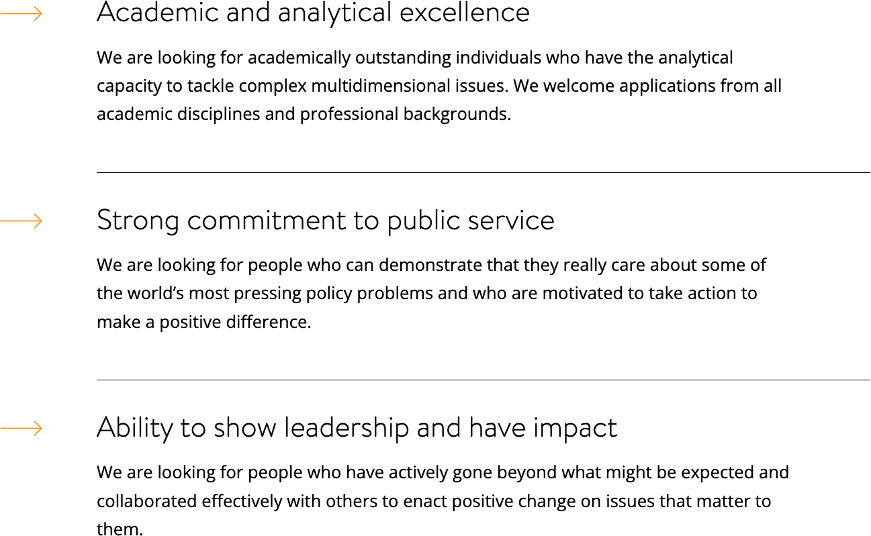 Academic and analytical excellence
We are looking for academically outstanding individuals who have the analytical
capacity to tackle complex multidimensional issues. We welcome applications from all
academic disciplines and professional backgrounds.
Strong commitment to public service
We are looking for people who can demonstrate that they really care about some of
the world’s most pressing policy problems and who are motivated to take action to
make a positive difference.
Ability to show leadership and have impact
We are looking for people who have actively gone beyond what might be expected and
collaborated effectively with others to enact positive change on issues that matter to
them.